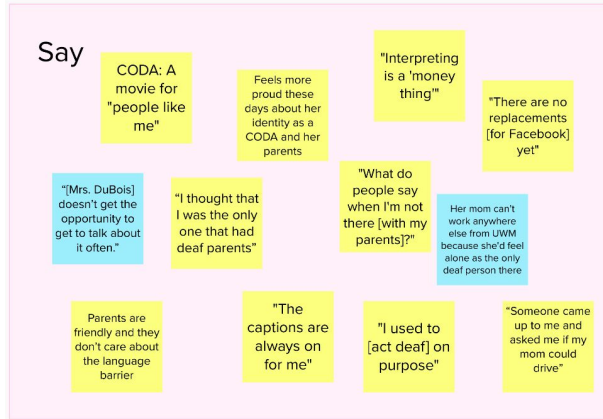 Say
CODA: A
movie for
"people like
me"
Feels more
proud these
days about her
identity as a
CODA and her
parents
"Interpreting
is a 'money
thing'"
"There are no
replacements
[for Facebook]
yet"
“[Mrs. DuBois]
doesn’t get the
opportunity to
get to talk about
it often.”
“I thought that
I was the only
one that had
deaf parents”
"What do
people say
when I'm not
there [with my
parents]?"
Her mom can’t
work anywhere
else from UWM
because she'd feel
alone as the only
deaf person there
Parents are
friendly and they
don’t care about
the language
barrier
"The
captions are
always on
for me"
"I used to
[act deaf] on
purpose"
“Someone came
up to me and
asked me if my
mom could
drive”